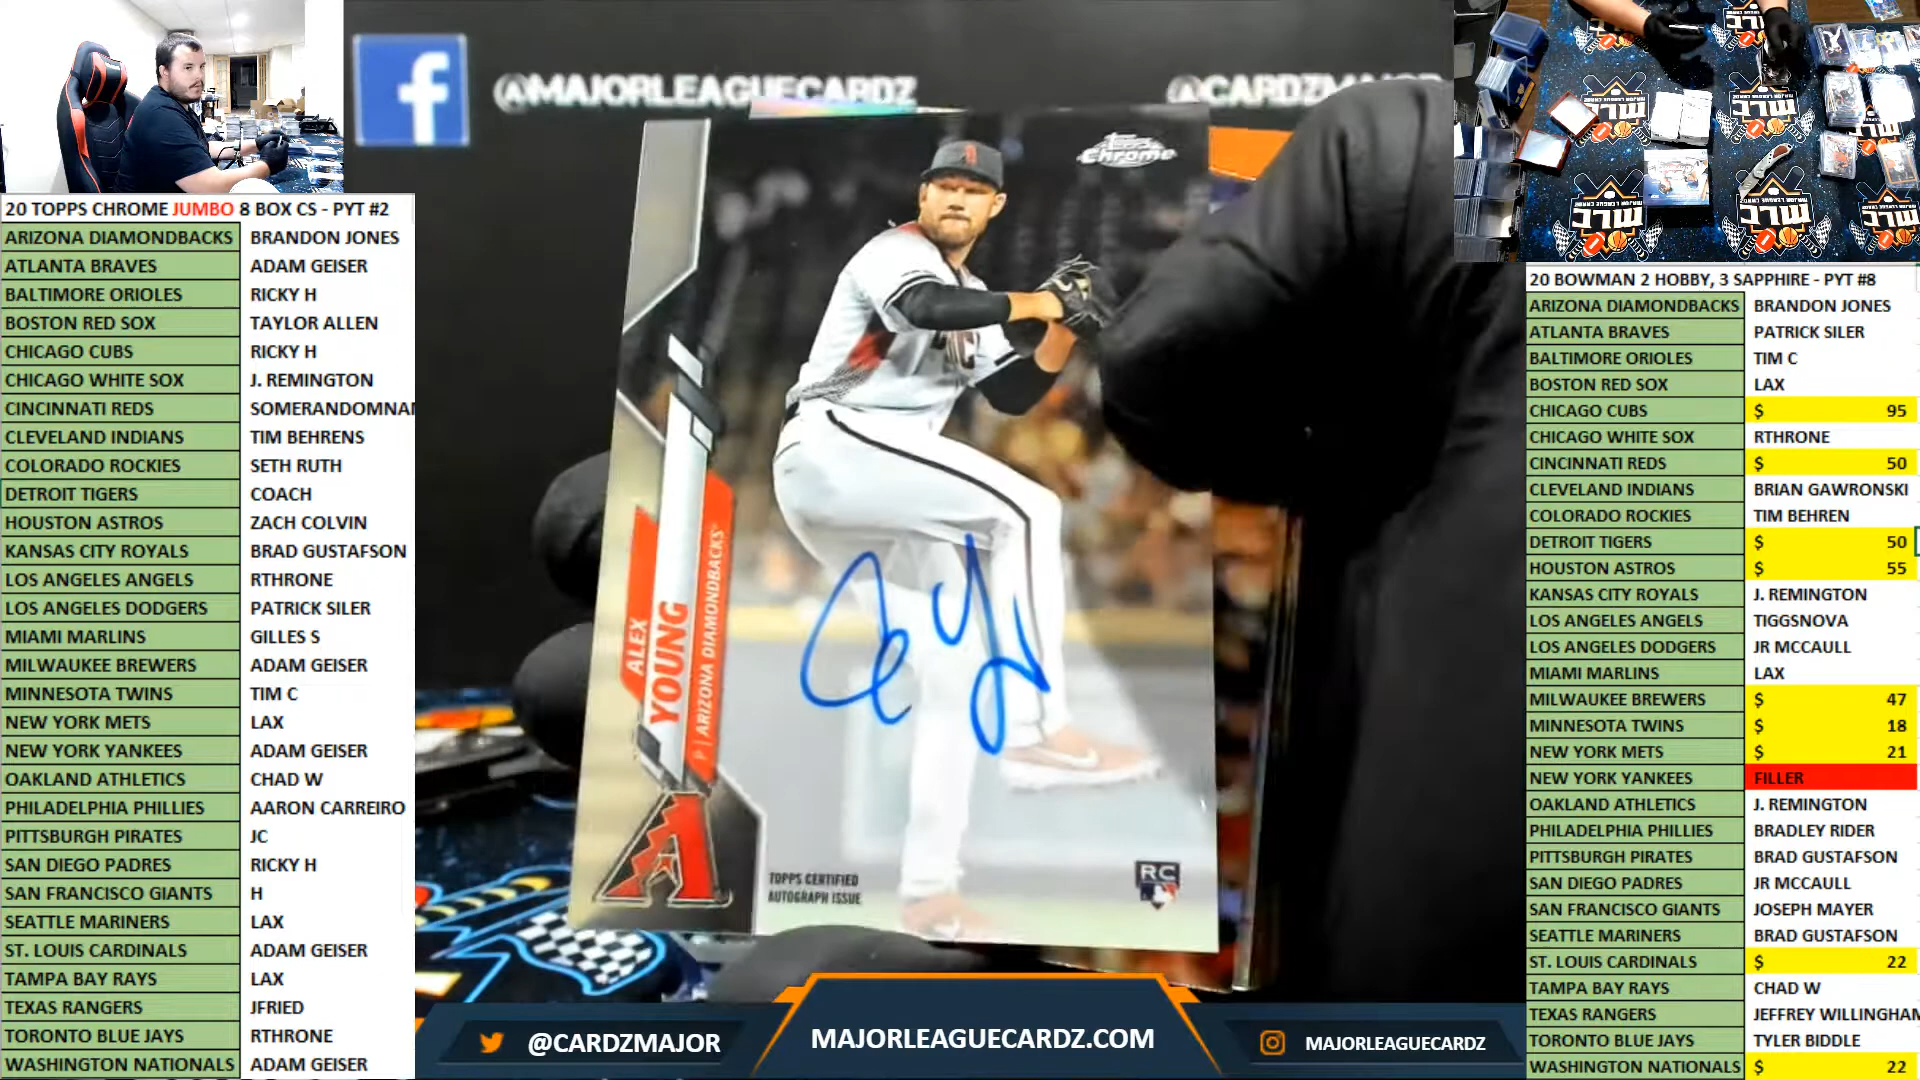 @MAJORLEAGUECARDZ
20 TOPPS CHROME JUMBO 8 BOX CS - PYT #2
ARIZONA DIAMONDBACKS BRANDON JONES
ATLANTA BRAVES ADAM GEISER
BALTIMORE ORIOLES RICKY H
BOSTON RED SOX TAYLOR ALLEN
CHICAGO CUBS RICKY H
CHICAGO WHITE SOX J. REMINGTON
CINCINNATI REDS SOMERANDOMNA
CLEVELAND INDIANS TIM BEHRENS
COLORADO ROCKIES SETH RUTH
DETROIT TIGERS COACH
HOUSTON ASTROS ZACH COLVIN
KANSAS CITY ROYALS BRAD GUSTAFSON
LOS ANGELES ANGELS RTHRONE
LOS ANGELES DODGERS PATRICK SILER
MIAMI MARLINS GILLES S
MILWAUKEE BREWERS ADAM GEISER
MINNESOTA TWINS TIM C
NEW YORK METS LAX
NEW YORK YANKEES ADAM GEISER
OAKLAND ATHLETICS CHAD W
PHILADELPHIA PHILLIES AARON CARREIRO
PITTSBURGH PIRATES JC
SAN DIEGO PADRES RICKY H
SAN FRANCISCO GIANTS H
SEATTLE MARINERS LAX
ST. LOUIS CARDINALS ADAM GEISER
TAMPA BAY RAYS LAX
TEXAS RANGERS JFRIED
TORONTO BLUE JAYS RTHRONE
WASHINGTON NATIONALS ADAM GEISER
Topps
Chrome
ALEX
YOUNG
P | ARIZONA DIAMONDBACKS
TOPPS CERTIFIED
AUTOGRAPH ISSUE
RC
@CARDZMAJOR
MAJORLEAGUECARDZ.COM
MAJORLEAGUECARDZ
20 BOWMAN 2 HOBBY, 3 SAPPHIRE - PYT #8
ARIZONA DIAMONDBACKS BRANDON JONES
ATLANTA BRAVES PATRICK SILER
BALTIMORE ORIOLES TIM C
BOSTON RED SOX LAX
CHICAGO CUBS $ 95
CHICAGO WHITE SOX RTHRONE
CINCINNATI REDS $ 50
CLEVELAND INDIANS BRIAN GAWRONSKI
COLORADO ROCKIES TIM BEHREN
DETROIT TIGERS $ 50
HOUSTON ASTROS $ 55
KANSAS CITY ROYALS J. REMINGTON
LOS ANGELES ANGELS TIGGSNOVA
LOS ANGELES DODGERS JR MCCAULL
MIAMI MARLINS LAX
MILWAUKEE BREWERS $ 47
MINNESOTA TWINS $ 18
NEW YORK METS $ 21
NEW YORK YANKEES FILLER
OAKLAND ATHLETICS J. REMINGTON
PHILADELPHIA PHILLIES BRADLEY RIDER
PITTSBURGH PIRATES BRAD GUSTAFSON
SAN DIEGO PADRES JR MCCAULL
SAN FRANCISCO GIANTS JOSEPH MAYER
SEATTLE MARINERS BRAD GUSTAFSON
ST. LOUIS CARDINALS $ 22
TAMPA BAY RAYS CHAD W
TEXAS RANGERS JEFFREY WILLINGHAM
TORONTO BLUE JAYS TYLER BIDDLE
WASHINGTON NATIONALS $ 22